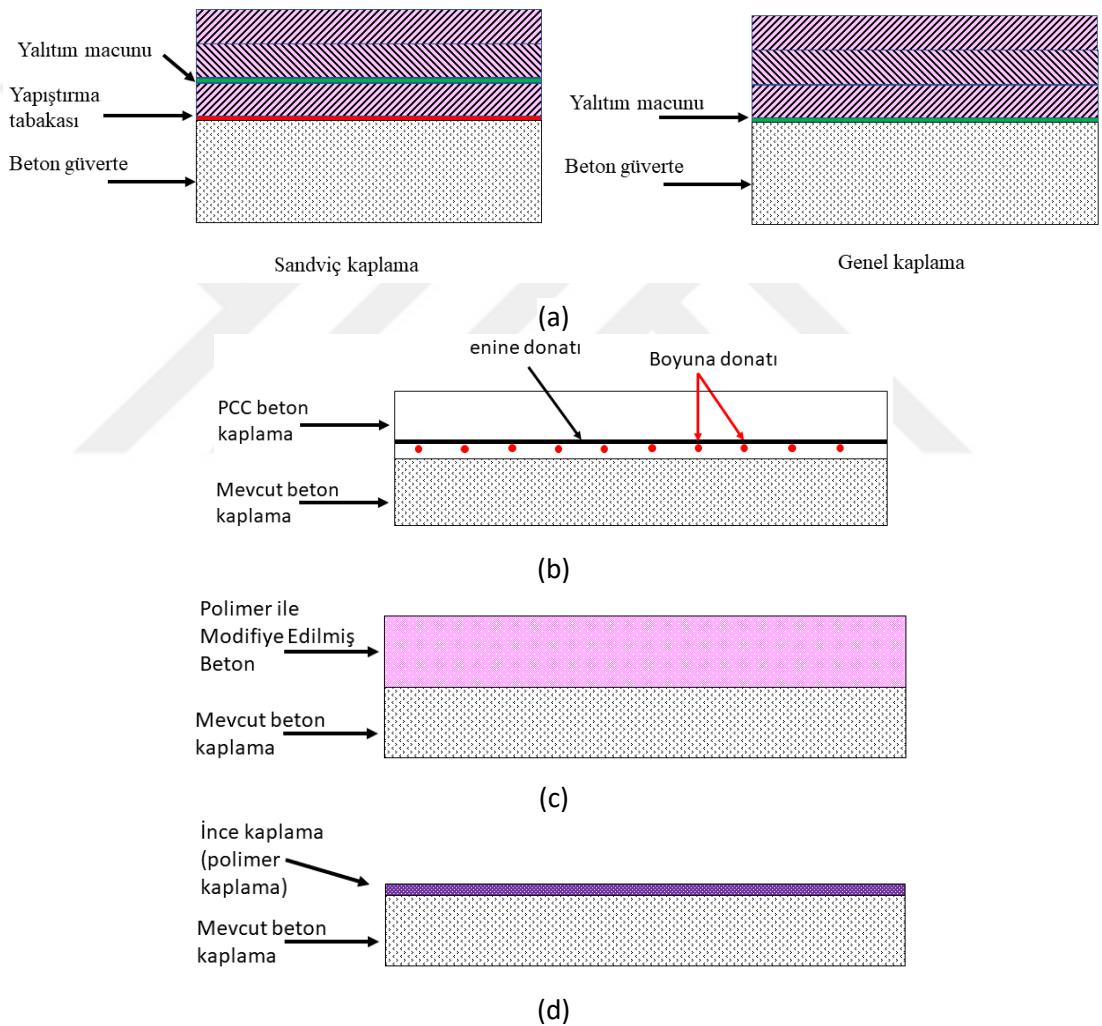 Yalıtım macunu
Yapıştırma
tabakası
Beton güverte
Yalıtım macunu
Beton güverte
Sandviç kaplama
Genel kaplama
(a)
enine donatı
Boyuna donatı
PCC beton
kaplama
Mevcut beton
kaplama
(b)
Polimer ile
Modifiye Edilmiş
Beton
Mevcut beton
kaplama
(c)
İnce kaplama
(polimer
kaplama)
Mevcut beton
kaplama
(d)